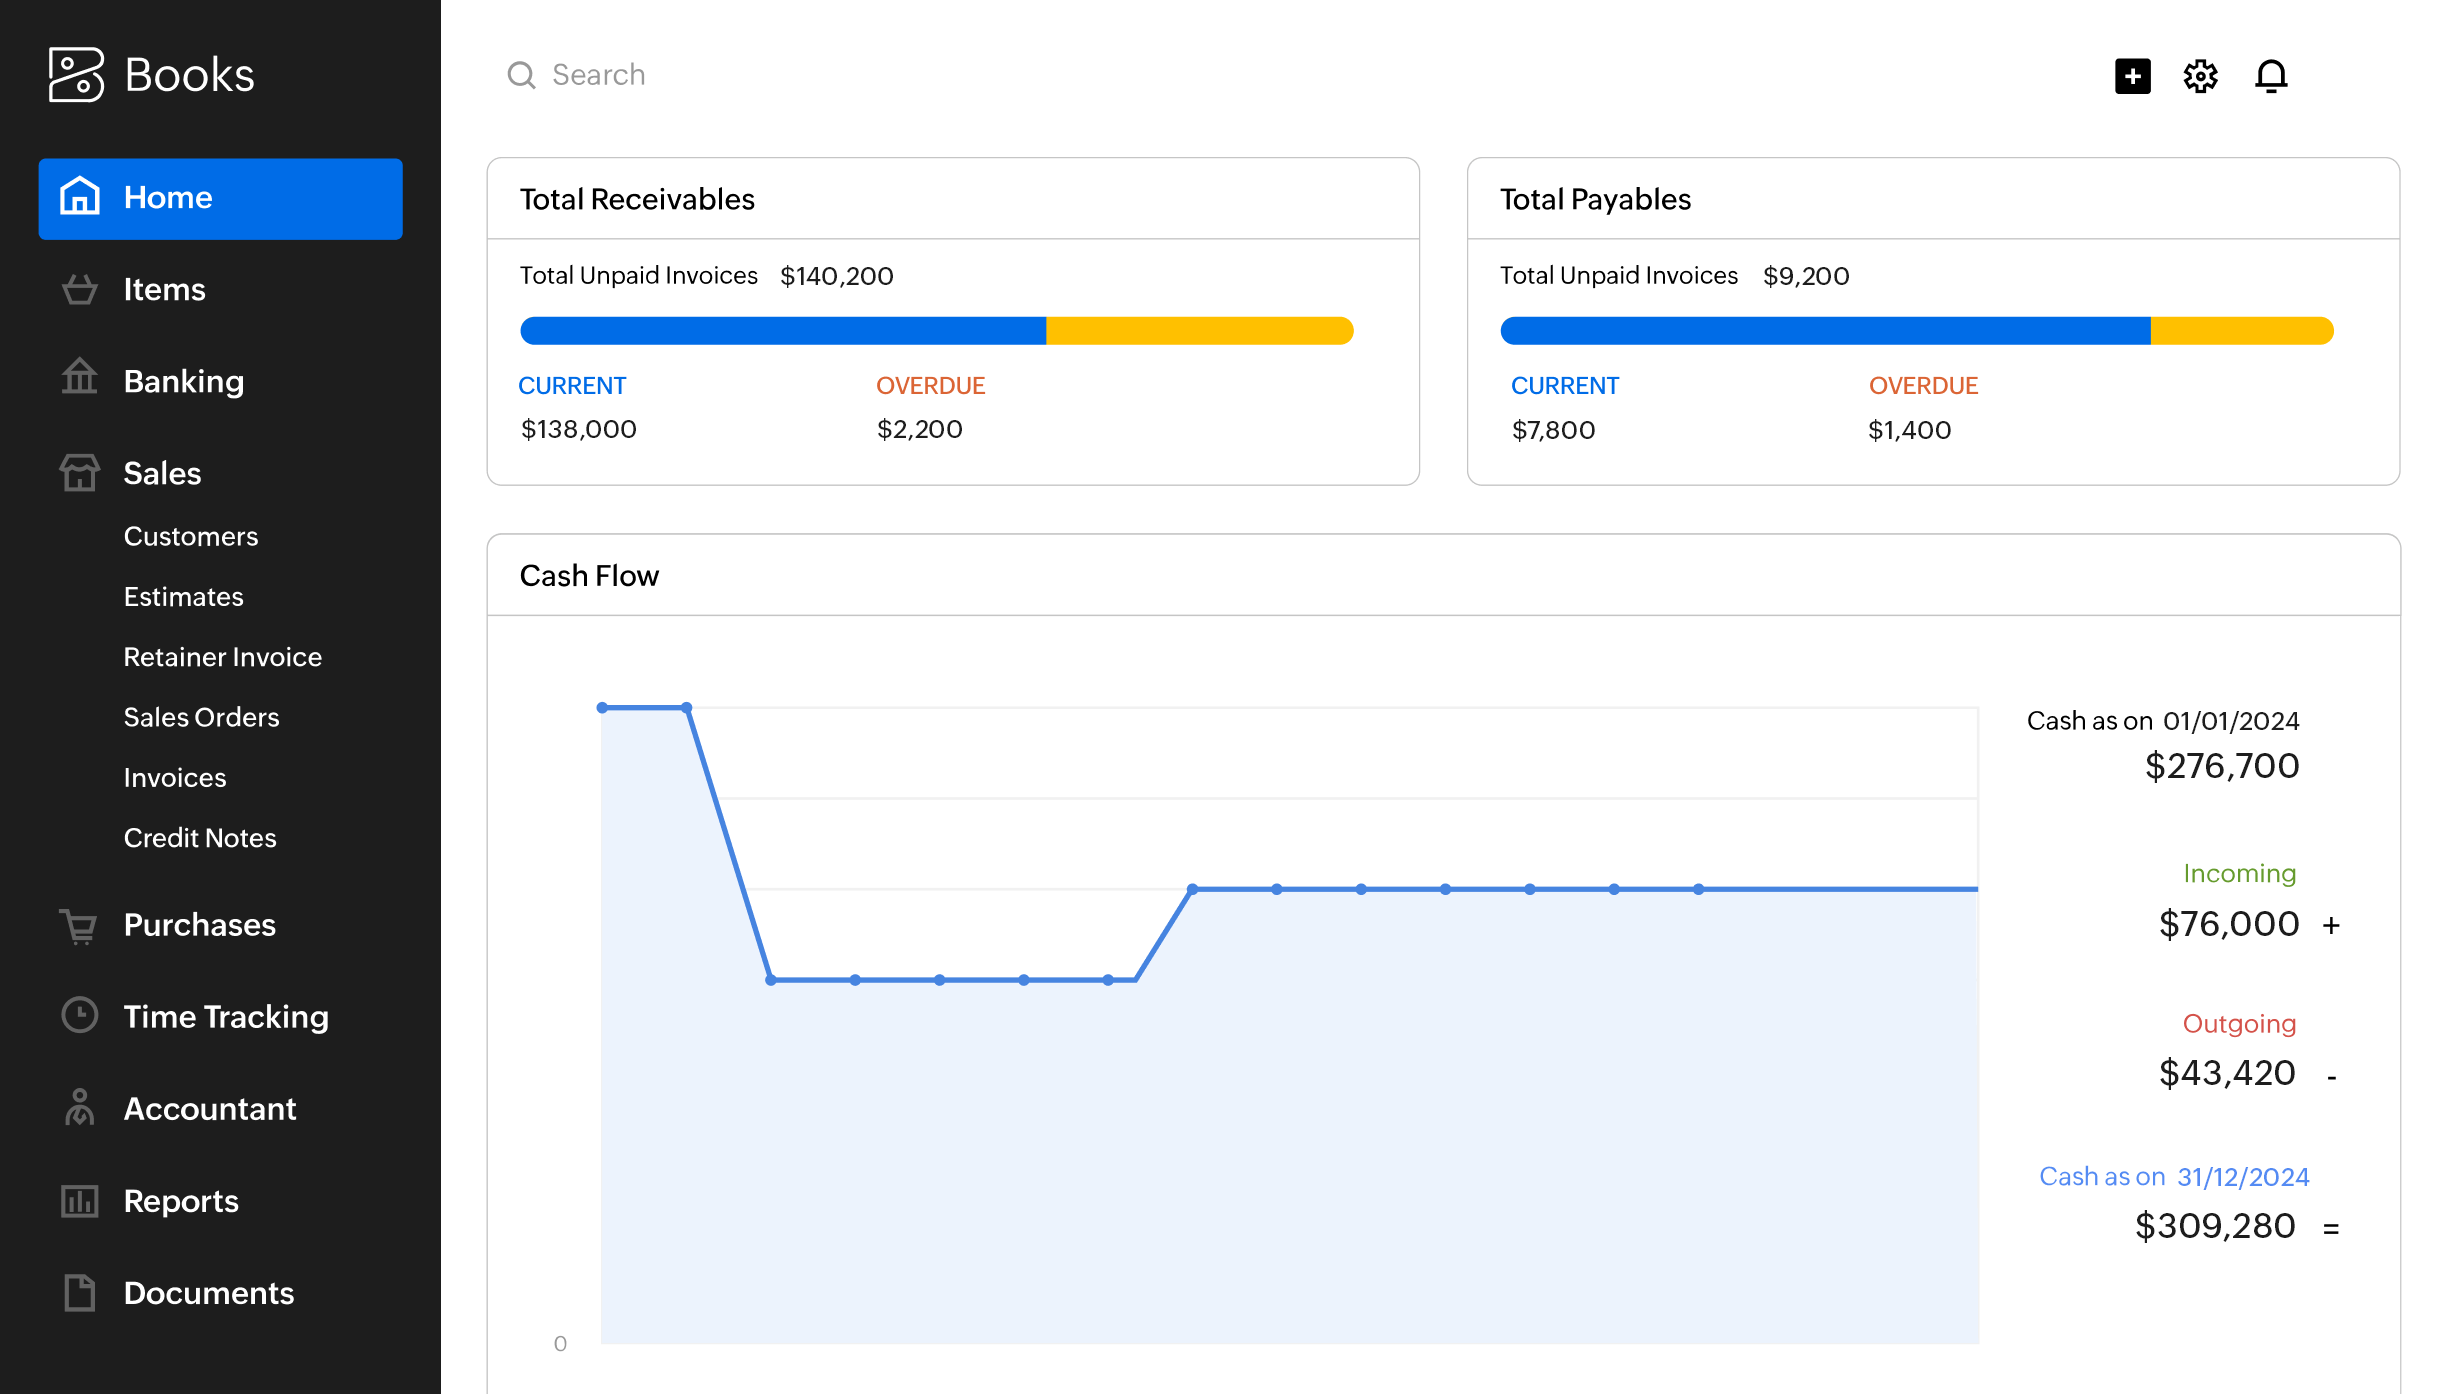 Books
Search
Home
Items
Banking
Sales
Customers
Estimates
Retainer Invoice
Sales Orders
Invoices
Credit Notes
Purchases
Time Tracking
Accountant
Reports
Documents
Total Receivables
Total Unpaid Invoices $140,200
CURRENT OVERDUE
$138,000 $2,200
Total Payables
Total Unpaid Invoices $9,200
CURRENT OVERDUE
$7,800 $1,400
Cash Flow
0
Cash as on 01/01/2024
$276,700
Incoming
$76,000 +
Outgoing
$43,420 -
Cash as on 31/12/2024
$309,280 =